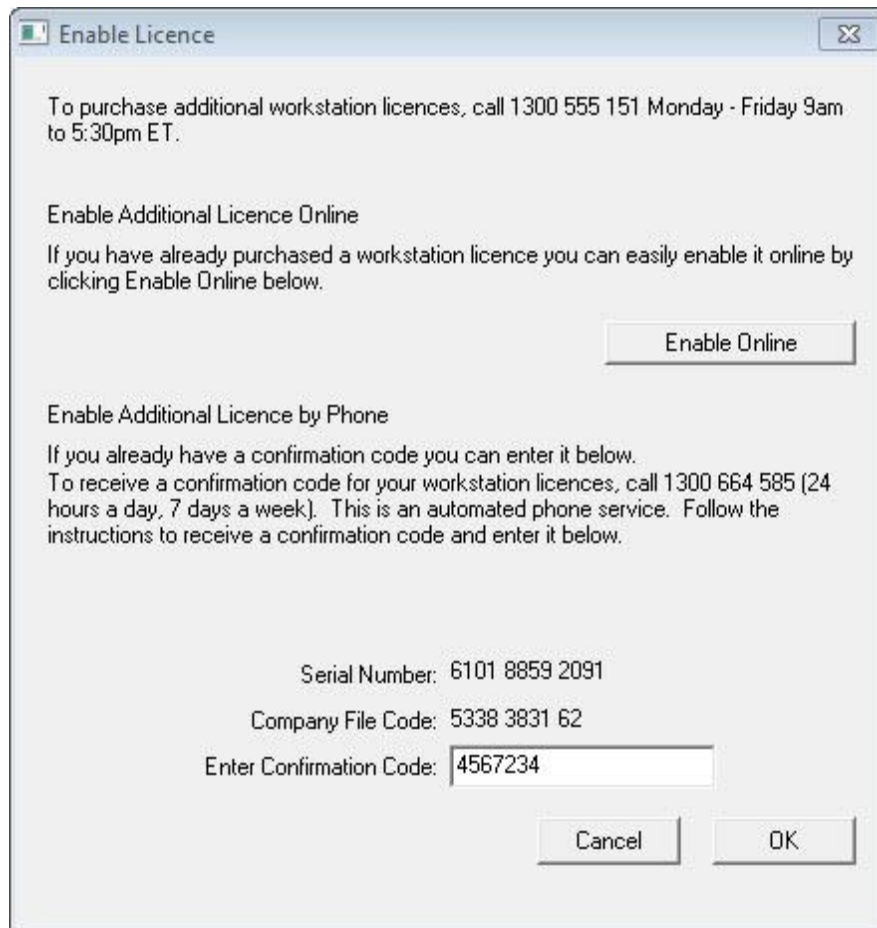 Enable Licence
To purchase additional workstation licences, call 1300 555 151 Monday - Friday 9am
to 5:30pm ET.
Enable Additional Licence Online
If you have already purchased a workstation licence you can easily enable it online by
clicking Enable Online below.
Enable Online
Enable Additional Licence by Phone
If you already have a confirmation code you can enter it below.
To receive a confirmation code for your workstation licences, call 1300 664 585 (24
hours a day, 7 days a week).  This is an automated phone service.  Follow the
instructions to receive a confirmation code and enter it below.
Serial Number: 6101 8859 2091
Company File Code: 5338 3831 62
Enter Confirmation Code: 4567234
Cancel OK